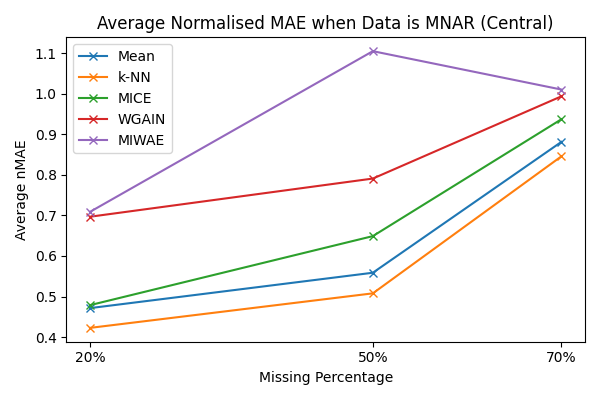 Average Normalised MAE when Data is MNAR (Central)
Mean
k-NN
MICE
WGAIN
MIWAE
Average nMAE
1.1
1.0
0.9
0.8
0.7
0.6
0.5
0.4
20%
50%
70%
Missing Percentage